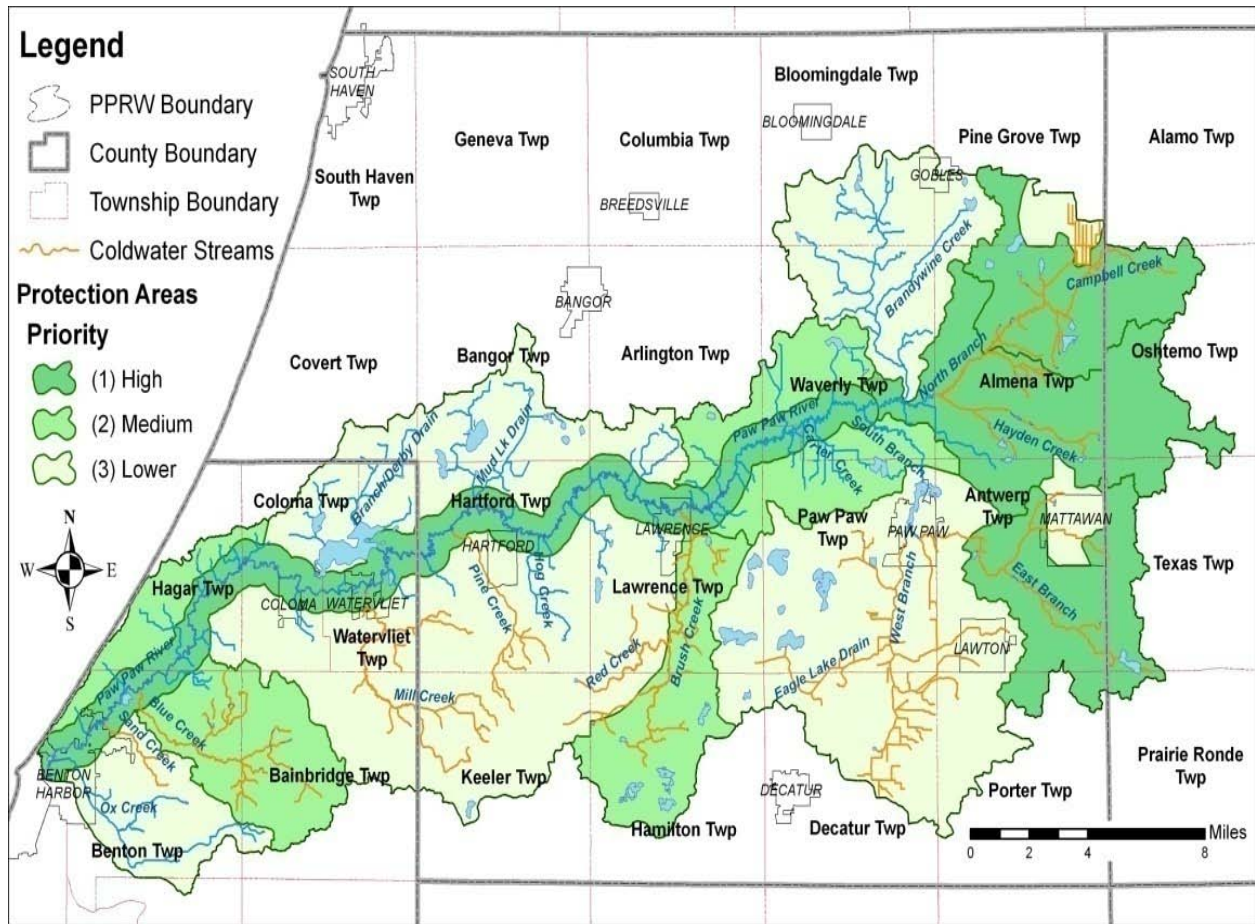 Legend
PPRW Boundary
County Boundary
Township Boundary
Coldwater Streams
Protection Areas
Priority
(1) High
(2) Medium
(3) Lower
N
W
E
S
SOUTH
HAVEN
South Haven
Twp
Geneva Twp
Columbia Twp
Bloomingdale Twp
BLOOMINGDALE
Pine Grove Twp
Alamo Twp
GOBLES
BREEDSVILLE
BANGOR
Covert Twp
Bangor Twp
Arlington Twp
Waverly Twp
Brandywine Creek
Campbell Creek
North Branch
Almena Twp
Oshtemo Twp
Hayden Creek
Paw Paw River
South Branch
Carter Creek
Branch/Derby Drain
Mud Lk Drain
Coloma Twp
Hartford Twp
HARTFORD
LAWRENCE
Paw Paw
Twp
PAW PAW
Antwerp
Twp
MATTAWAN
Texas Twp
East Branch
Hagar Twp
COLOMA
WATERVLIET
Watervliet
Twp
Pine Creek
Hog Creek
Lawrence Twp
Red Creek
Brush Creek
West Branch
LAWTON
Eagle Lake Drain
Mill Creek
Paw Paw River
Blue Creek
Sand Creek
BENTON
HARBOR
Ox Creek
Benton Twp
Bainbridge Twp
Keeler Twp
Hamilton Twp
DECATUR
Decatur Twp
Porter Twp
Prairie Ronde
Twp
Miles
0 2 4 8